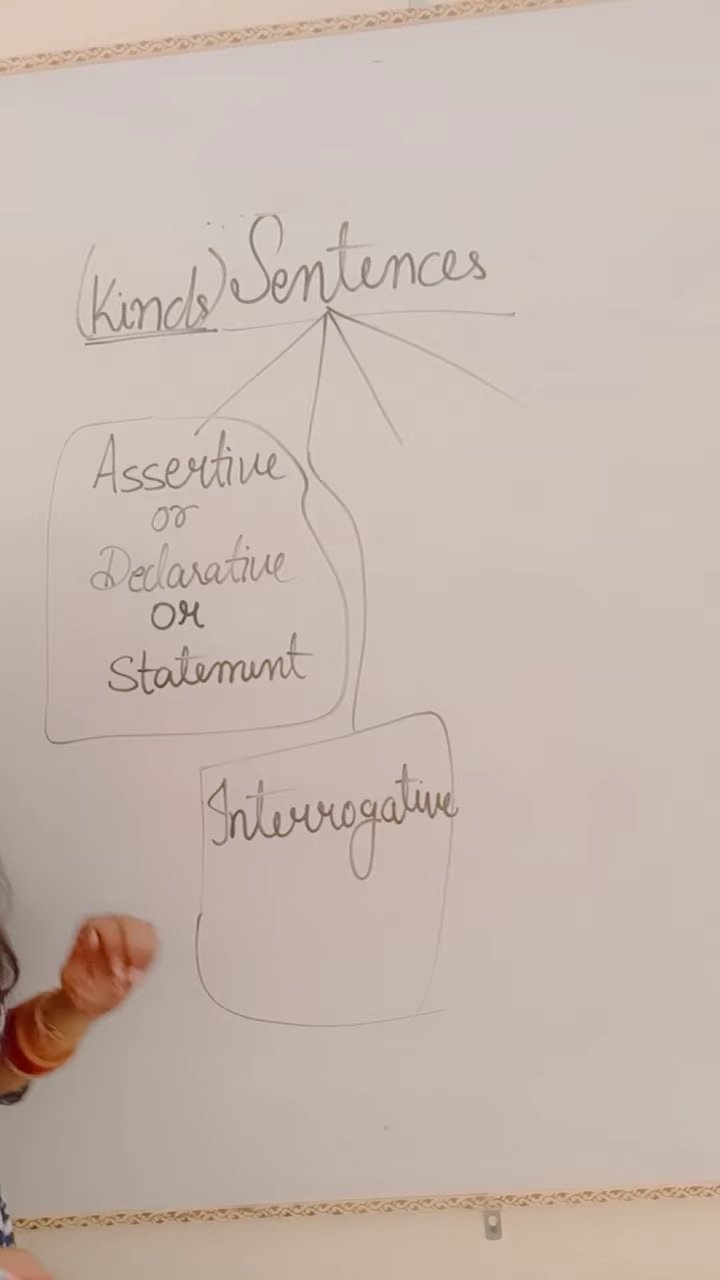 (Kinds) Sentences
Assertive
or
Declarative
OR
Statement
Interrogative